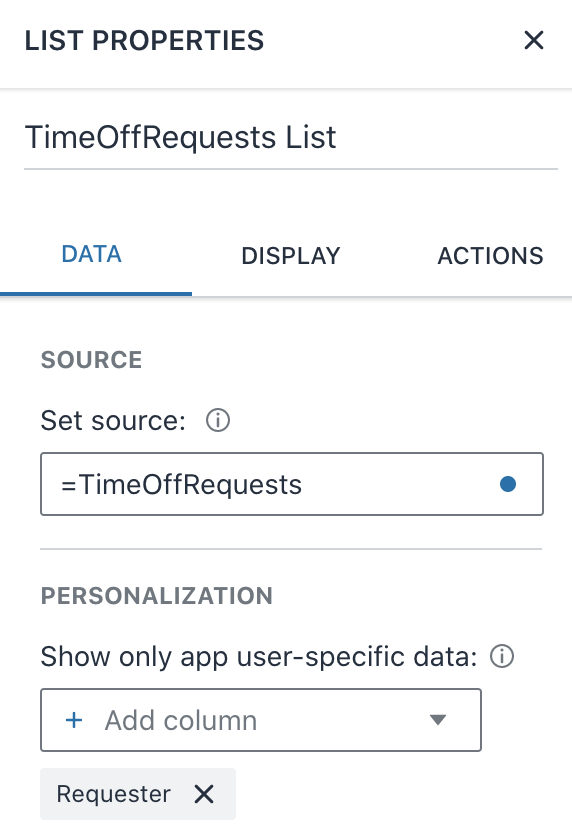 LIST PROPERTIES
TimeOffRequests List
DATA DISPLAY ACTIONS
SOURCE
Set source:
=TimeOffRequests
PERSONALIZATION
Show only app user-specific data:
+ Add column
Requester